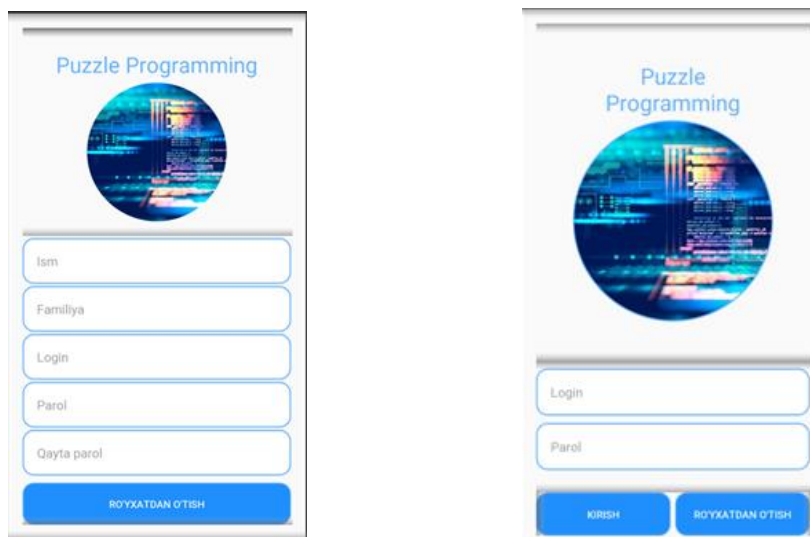 Puzzle Programming
Ism
Familiya
Login
Parol
Qayta parol
RO'YXATDAN O'TISH
Puzzle
Programming
Login
Parol
KIRISH
RO'YXATDAN O'TISH